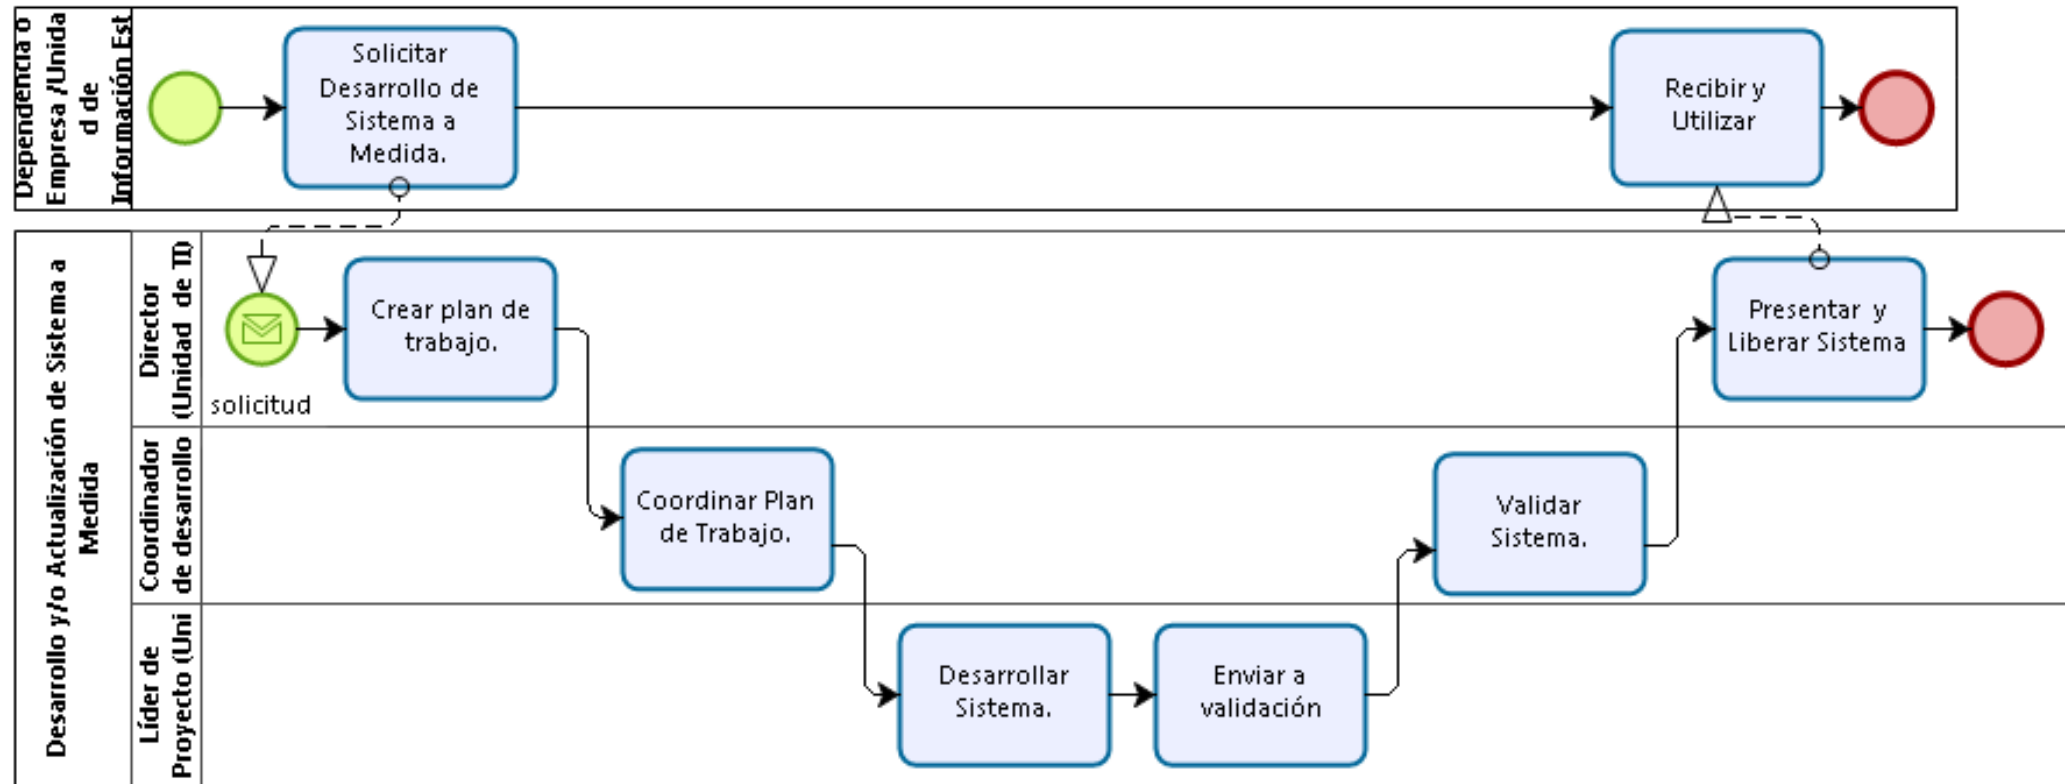 Dependencia o
Empresa /Unida
d de
Información Est
Solicitar
Desarrollo de
Sistema a
Medida.
Recibir y
Utilizar
Desarrollo y/o Actualización de Sistema a
Medida
Director
(Unidad de TI)
solicitud
Crear plan de
trabajo.
Presentar y
Liberar Sistema
Coordinador
de desarrollo
Coordinar Plan
de Trabajo.
Validar
Sistema.
Líder de
Proyecto (Uni
Desarrollar
Sistema.
Enviar a
validación